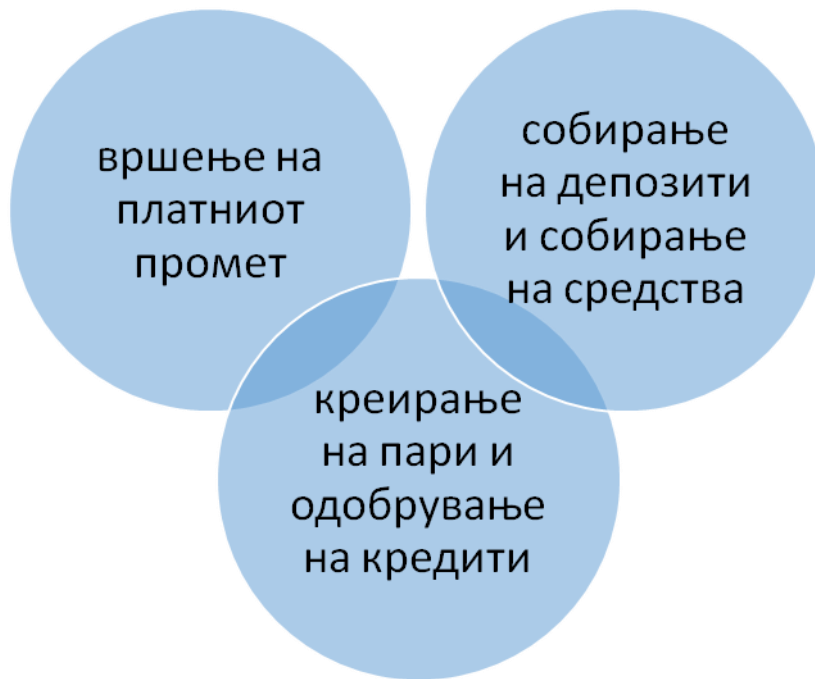 вршење на
платниот
промет
собирање
на депозити
и собирање
на средства
креирање
на пари и
одобрување
на кредити